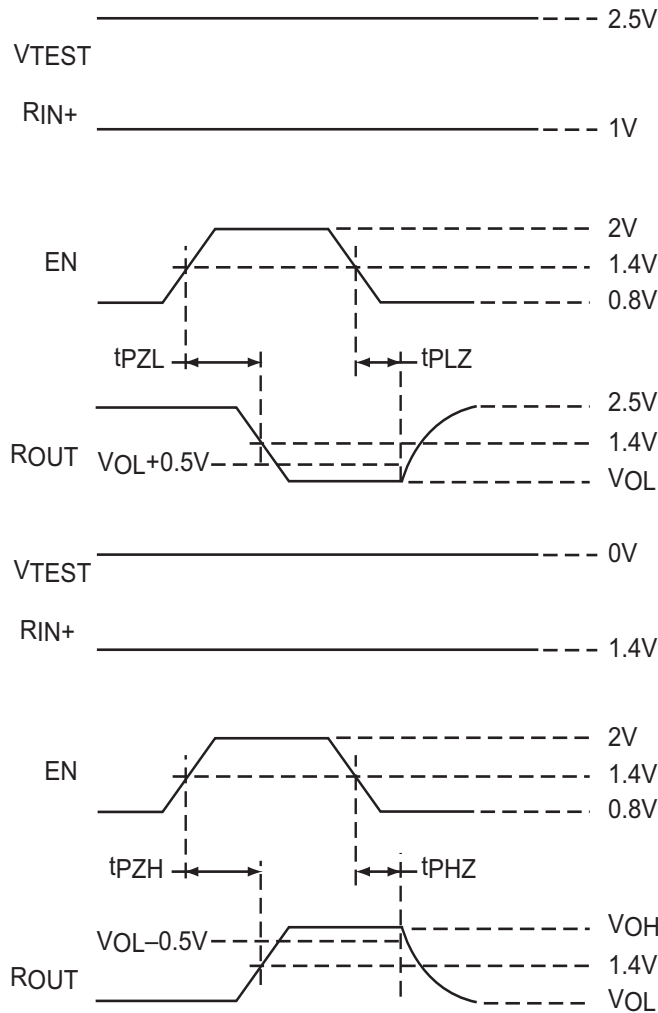 2.5V
VTEST
RIN+
1V
2V
EN
1.4V
0.8V
tPZL
tPLZ
2.5V
1.4V
ROUT
VOL+0.5V
VOL
0V
VTEST
RIN+
1.4V
2V
EN
1.4V
0.8V
tPZH
tPHZ
VOH
VOL–0.5V
1.4V
ROUT
VOL